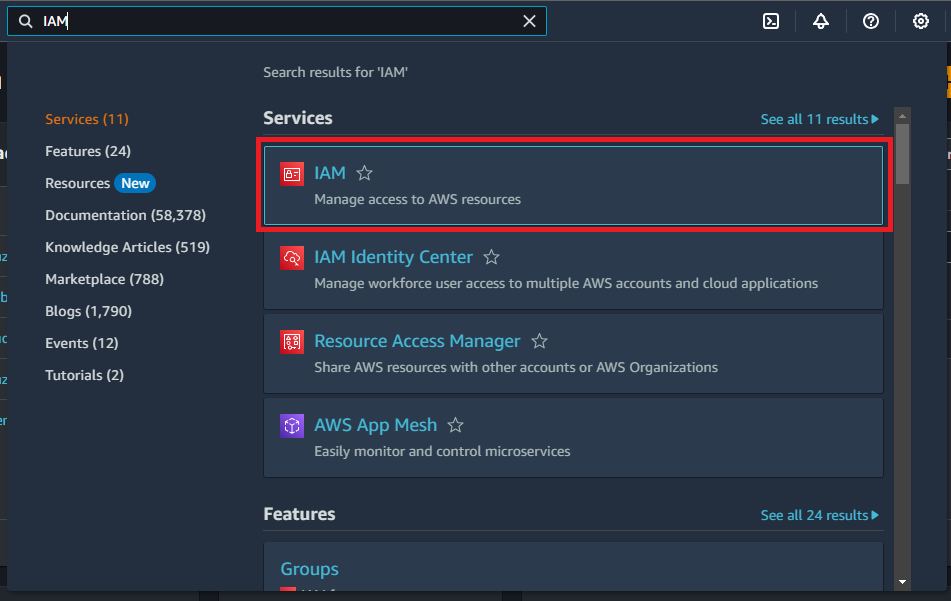 IAM
Search results for 'IAM'
Services (11)
Features (24)
Resources New
Documentation (58,378)
Knowledge Articles (519)
Marketplace (788)
Blogs (1,790)
Events (12)
Tutorials (2)
Services
See all 11 results
IAM
Manage access to AWS resources
IAM Identity Center
Manage workforce user access to multiple AWS accounts and cloud applications
Resource Access Manager
Share AWS resources with other accounts or AWS Organizations
AWS App Mesh
Easily monitor and control microservices
Features
See all 24 results
Groups